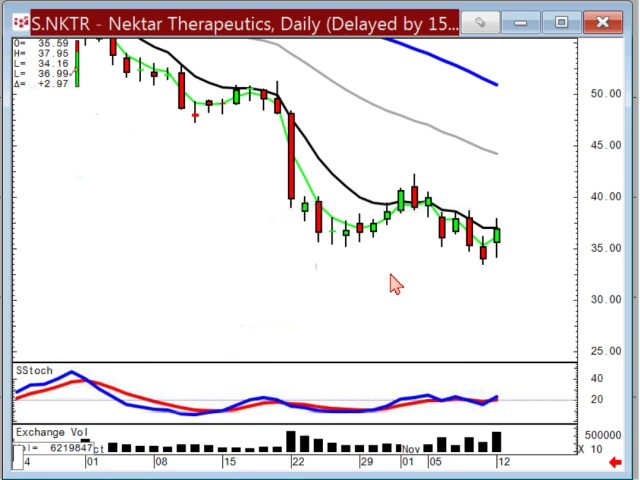 S.NKTR - Nektar Therapeutics, Daily (Delayed by 15...
O= 35.59
H= 37.95
L= 34.16
L= 36.99
Δ= +2.97
50.00
45.00
40.00
35.00
30.00
25.00
SStoch
40
20
Exchange Vol
= 6219847
500000
X 10
4 01 08 15 22 29 Nov 01 05 12